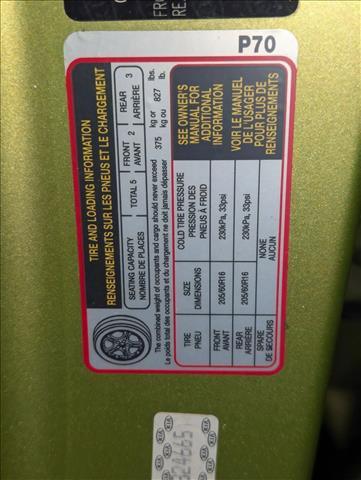 P70
TIRE AND LOADING INFORMATION
RENSEIGNEMENTS SUR LES PNEUS ET LE CHARGEMENT
SEATING CAPACITY
NOMBRE DE PLACES
TOTAL 5
FRONT 2
AVANT
REAR 3
ARRIÈRE
The combined weight of occupants and cargo should never exceed 375 kg or 827 lbs.
Le poids total des occupants et du chargement ne doit jamais dépasser kg ou lb.
TIRE SIZE COLD TIRE PRESSURE
PNEU DIMENSIONS PRESSION DES PNEUS À FROID
FRONT 205/60R16 230kPa, 33psi
AVANT
REAR 205/60R16 230kPa, 33psi
ARRIÈRE
SPARE NONE
DE SECOURS AUCUN
SEE OWNER'S
MANUAL FOR
ADDITIONAL
INFORMATION
VOIR LE MANUEL
DE L'USAGER
POUR PLUS DE
RENSEIGNEMENTS
KIA KIA KIA KIA
324665